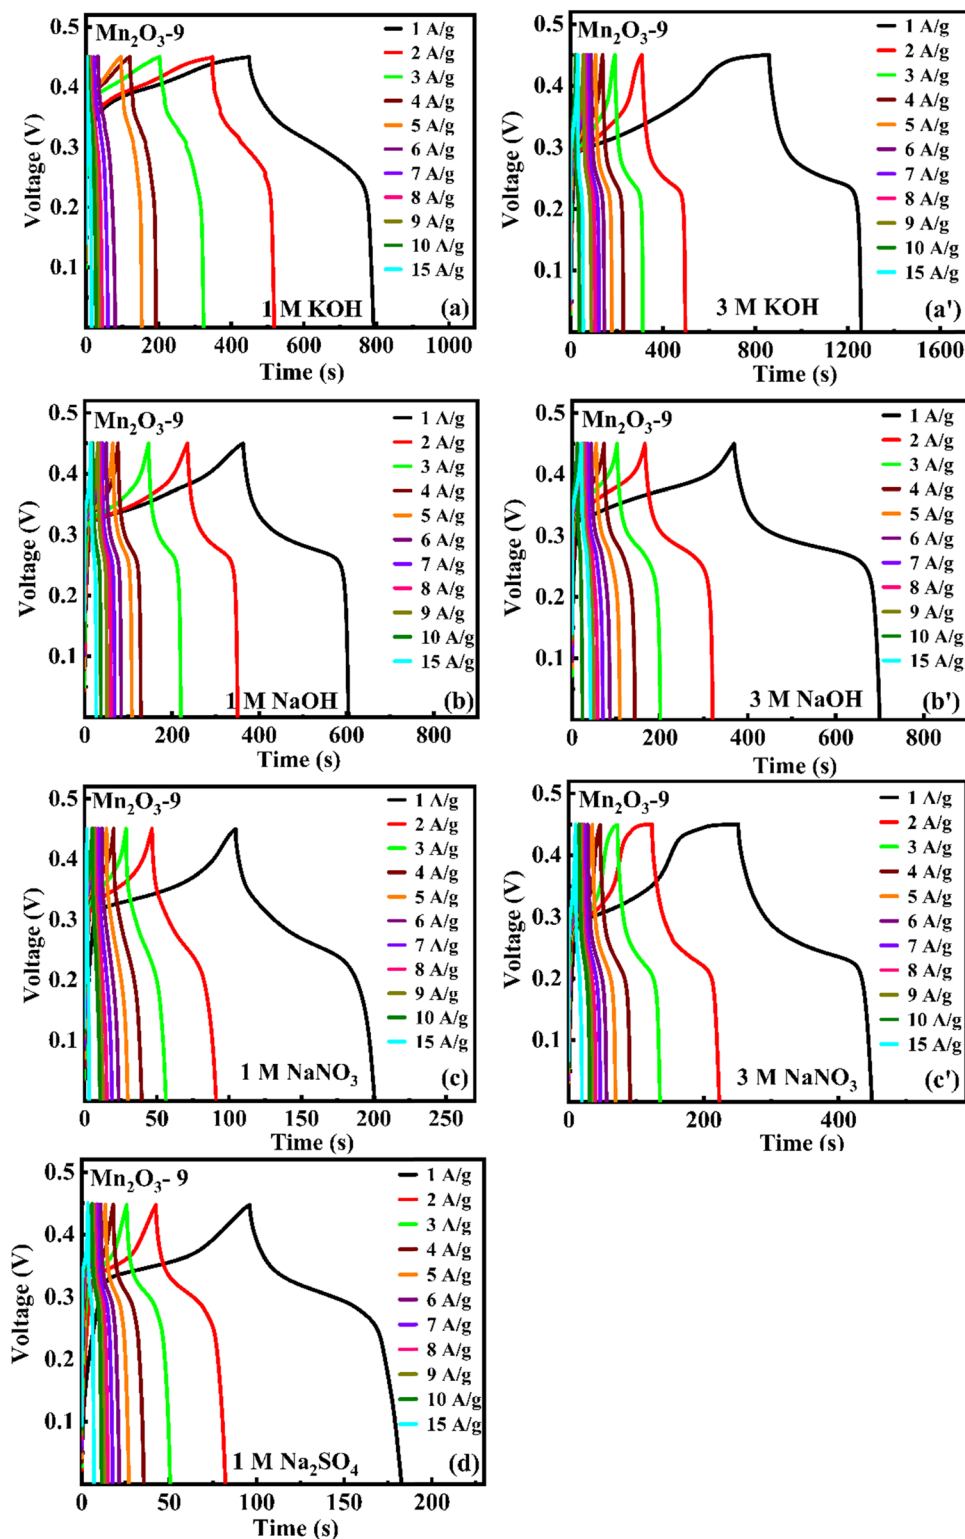 0.5
0.4
0.3
0.2
0.1
Voltage (V)
Mn₂O₃-9
1 A/g
2 A/g
3 A/g
4 A/g
5 A/g
6 A/g
7 A/g
8 A/g
9 A/g
10 A/g
15 A/g
1 M KOH
(a)
0 200 400 600 800 1000
Time (s)
0.5
0.4
0.3
0.2
0.1
Voltage (V)
Mn₂O₃-9
1 A/g
2 A/g
3 A/g
4 A/g
5 A/g
6 A/g
7 A/g
8 A/g
9 A/g
10 A/g
15 A/g
3 M KOH
(a')
0 400 800 1200 1600
Time (s)
0.5
0.4
0.3
0.2
0.1
Voltage (V)
Mn₂O₃-9
1 A/g
2 A/g
3 A/g
4 A/g
5 A/g
6 A/g
7 A/g
8 A/g
9 A/g
10 A/g
15 A/g
1 M NaOH
(b)
0 200 400 600 800
Time (s)
0.5
0.4
0.3
0.2
0.1
Voltage (V)
Mn₂O₃-9
1 A/g
2 A/g
3 A/g
4 A/g
5 A/g
6 A/g
7 A/g
8 A/g
9 A/g
10 A/g
15 A/g
3 M NaOH
(b')
0 200 400 600 800
Time (s)
0.5
0.4
0.3
0.2
0.1
Voltage (V)
Mn₂O₃-9
1 A/g
2 A/g
3 A/g
4 A/g
5 A/g
6 A/g
7 A/g
8 A/g
9 A/g
10 A/g
15 A/g
1 M NaNO₃
(c)
0 50 100 150 200 250
Time (s)
0.5
0.4
0.3
0.2
0.1
Voltage (V)
Mn₂O₃-9
1 A/g
2 A/g
3 A/g
4 A/g
5 A/g
6 A/g
7 A/g
8 A/g
9 A/g
10 A/g
15 A/g
3 M NaNO₃
(c')
0 200 400
Time (s)
0.5
0.4
0.3
0.2
0.1
Voltage (V)
Mn₂O₃- 9
1 A/g
2 A/g
3 A/g
4 A/g
5 A/g
6 A/g
7 A/g
8 A/g
9 A/g
10 A/g
15 A/g
1 M Na₂SO₄
(d)
0 50 100 150 200
Time (s)